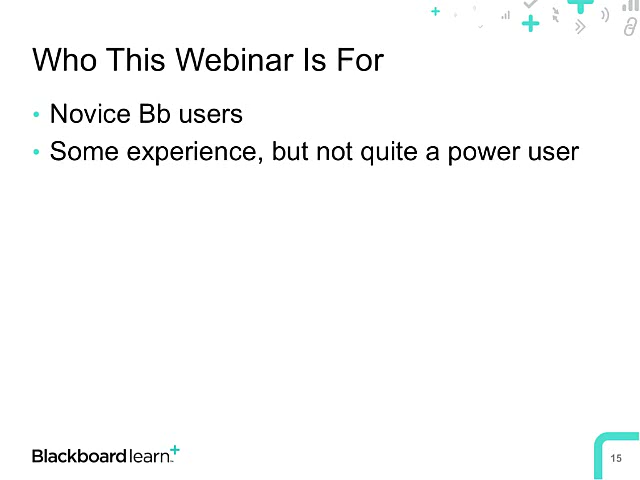 Who This Webinar Is For
• Novice Bb users
• Some experience, but not quite a power user
Blackboard learn+
15